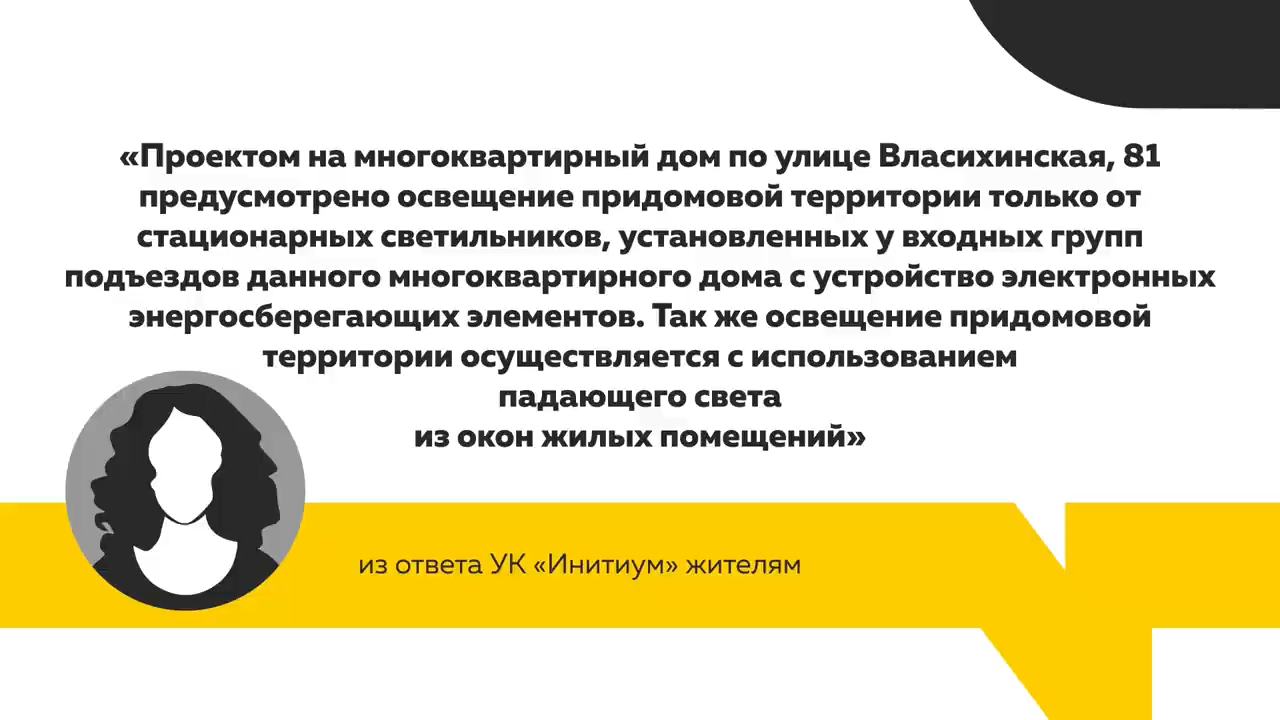 «Проектом на многоквартирный дом по улице Власихинская, 81
предусмотрено освещение придомовой территории только от
стационарных светильников, установленных у входных групп
подъездов данного многоквартирного дома с устройство электронных
энергосберегающих элементов. Так же освещение придомовой
территории осуществляется с использованием
падающего света
из окон жилых помещений»
из ответа УК «Инитиум» жителям